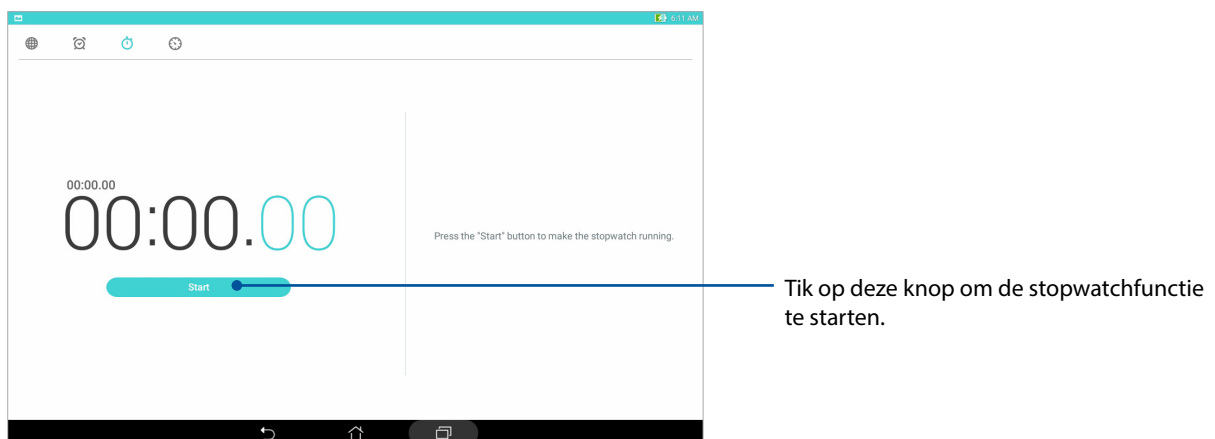 6:11 AM
00:00.00
00:00.00
Press the "Start" button to make the stopwatch running.
Start
Tik op deze knop om de stopwatchfunctie
te starten.